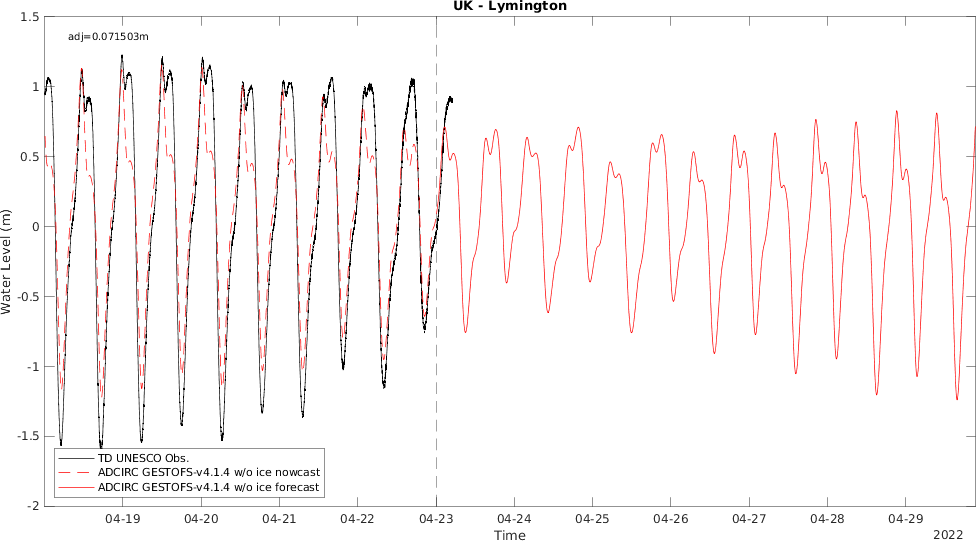 UK - Lymington
adj=0.071503m
1.5
1
0.5
0
-0.5
-1
-1.5
-2
Water Level (m)
TD UNESCO Obs.
ADCIRC GESTOFS-v4.1.4 w/o ice nowcast
ADCIRC GESTOFS-v4.1.4 w/o ice forecast
04-19 04-20 04-21 04-22 04-23 04-24 04-25 04-26 04-27 04-28 04-29
Time
2022